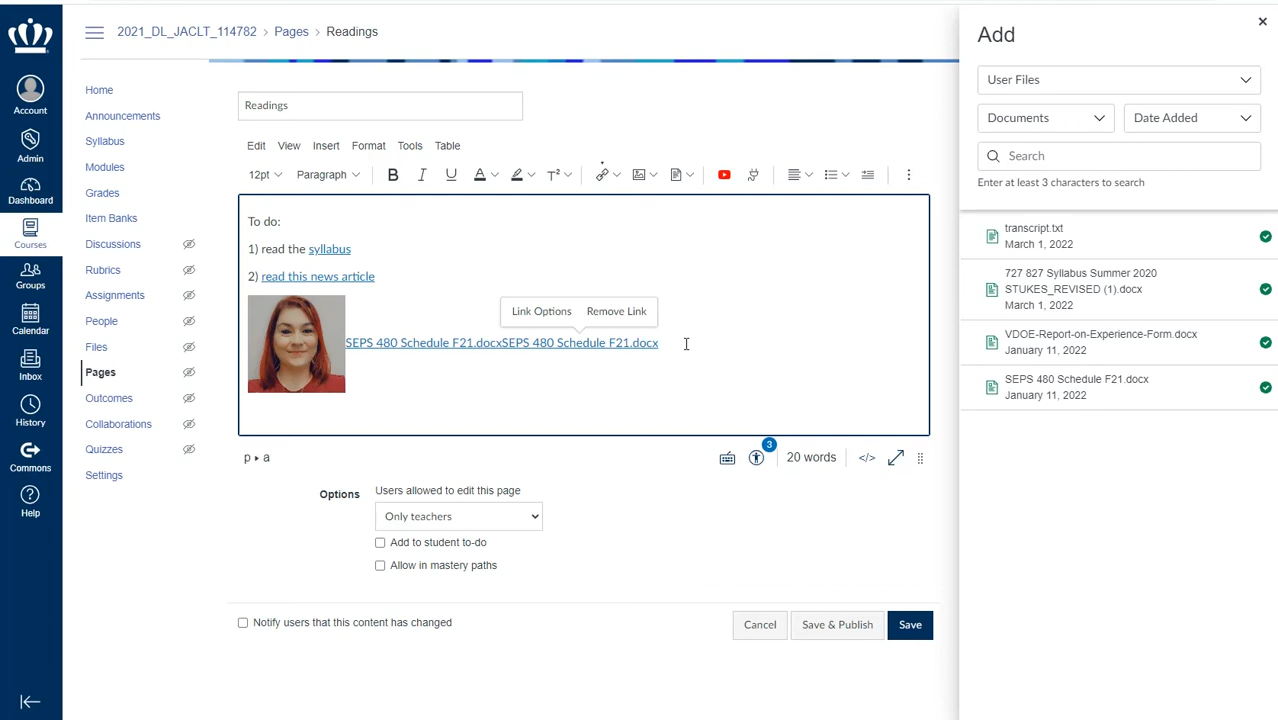 2021_DL_JACLT_114782 › Pages › Readings
Account
Admin
Dashboard
Courses
Groups
Calendar
Inbox
History
Commons
Help
Home
Announcements
Syllabus
Modules
Grades
Item Banks
Discussions
Rubrics
Assignments
People
Files
Pages
Outcomes
Collaborations
Quizzes
Settings
Readings
Edit View Insert Format Tools Table
12pt Paragraph B I U A T²
To do:
1) read the syllabus
2) read this news article
Link Options Remove Link
SEPS 480 Schedule F21.docxSEPS 480 Schedule F21.docx
p ▸ a
3
20 words </>
Options
Users allowed to edit this page
Only teachers
Add to student to-do
Allow in mastery paths
Notify users that this content has changed
Cancel Save & Publish Save
Add
User Files
Documents Date Added
Search
Enter at least 3 characters to search
transcript.txt
March 1, 2022
727 827 Syllabus Summer 2020
STUKES_REVISED (1).docx
March 1, 2022
VDOE-Report-on-Experience-Form.docx
January 11, 2022
SEPS 480 Schedule F21.docx
January 11, 2022